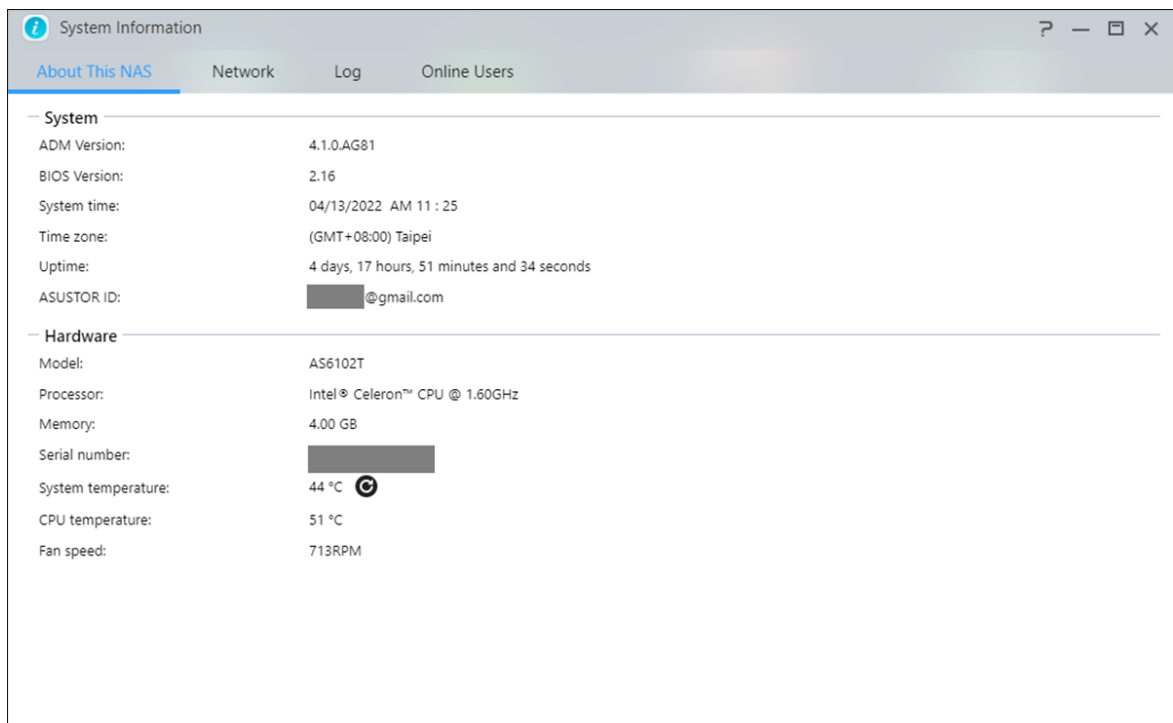 System Information
About This NAS Network Log Online Users
System
ADM Version: 4.1.0.AG81
BIOS Version: 2.16
System time: 04/13/2022 AM 11 : 25
Time zone: (GMT+08:00) Taipei
Uptime: 4 days, 17 hours, 51 minutes and 34 seconds
ASUSTOR ID: @gmail.com
Hardware
Model: AS6102T
Processor: Intel® Celeron™ CPU @ 1.60GHz
Memory: 4.00 GB
Serial number:
System temperature: 44 °C
CPU temperature: 51 °C
Fan speed: 713RPM